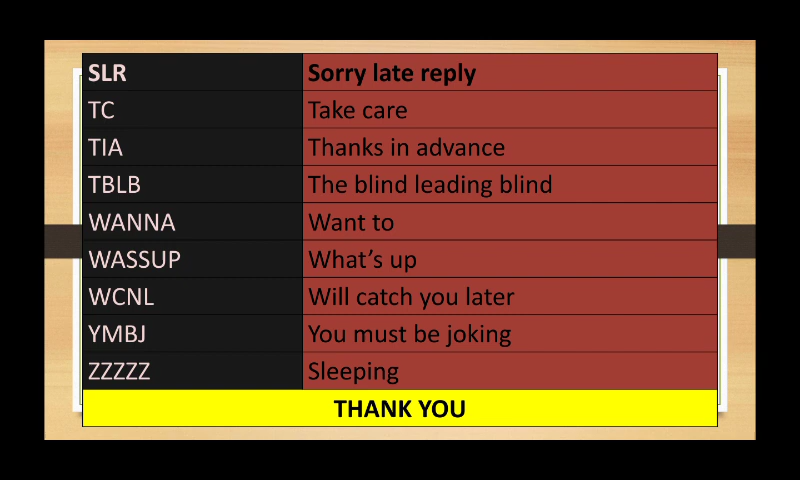 SLR Sorry late reply
TC Take care
TIA Thanks in advance
TBLB The blind leading blind
WANNA Want to
WASSUP What’s up
WCNL Will catch you later
YMBJ You must be joking
ZZZZZ Sleeping
THANK YOU